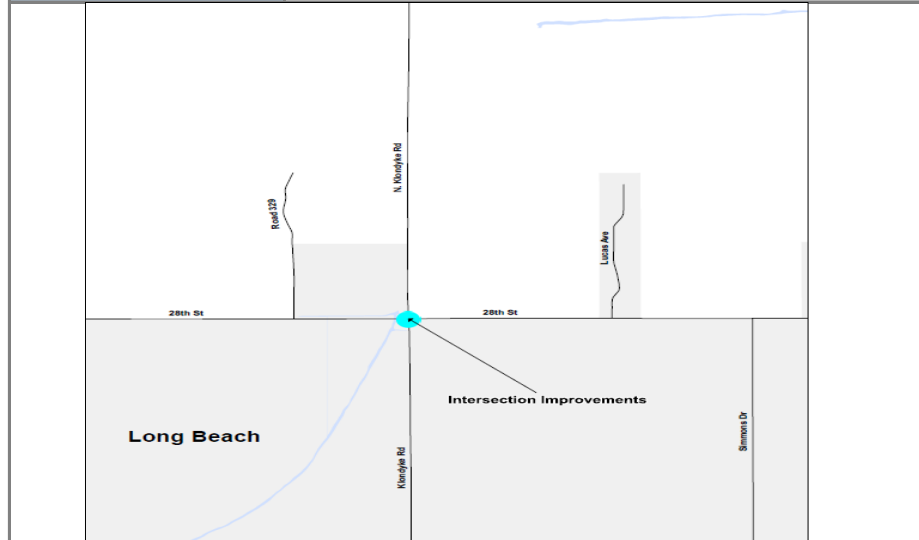 N. Klondyke Rd
Road 329
Lucas Ave
28th St
28th St
Intersection Improvements
Long Beach
Simmons Dr
Klondyke Rd